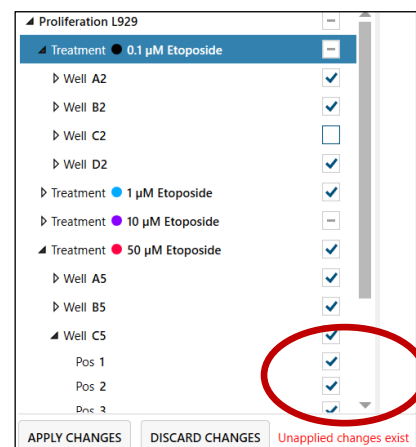 Proliferation L929
Treatment 0.1 µM Etoposide
Well A2
Well B2
Well C2
Well D2
Treatment 1 µM Etoposide
Treatment 10 µM Etoposide
Treatment 50 µM Etoposide
Well A5
Well B5
Well C5
Pos 1
Pos 2
Pos 3
APPLY CHANGES DISCARD CHANGES Unapplied changes exist